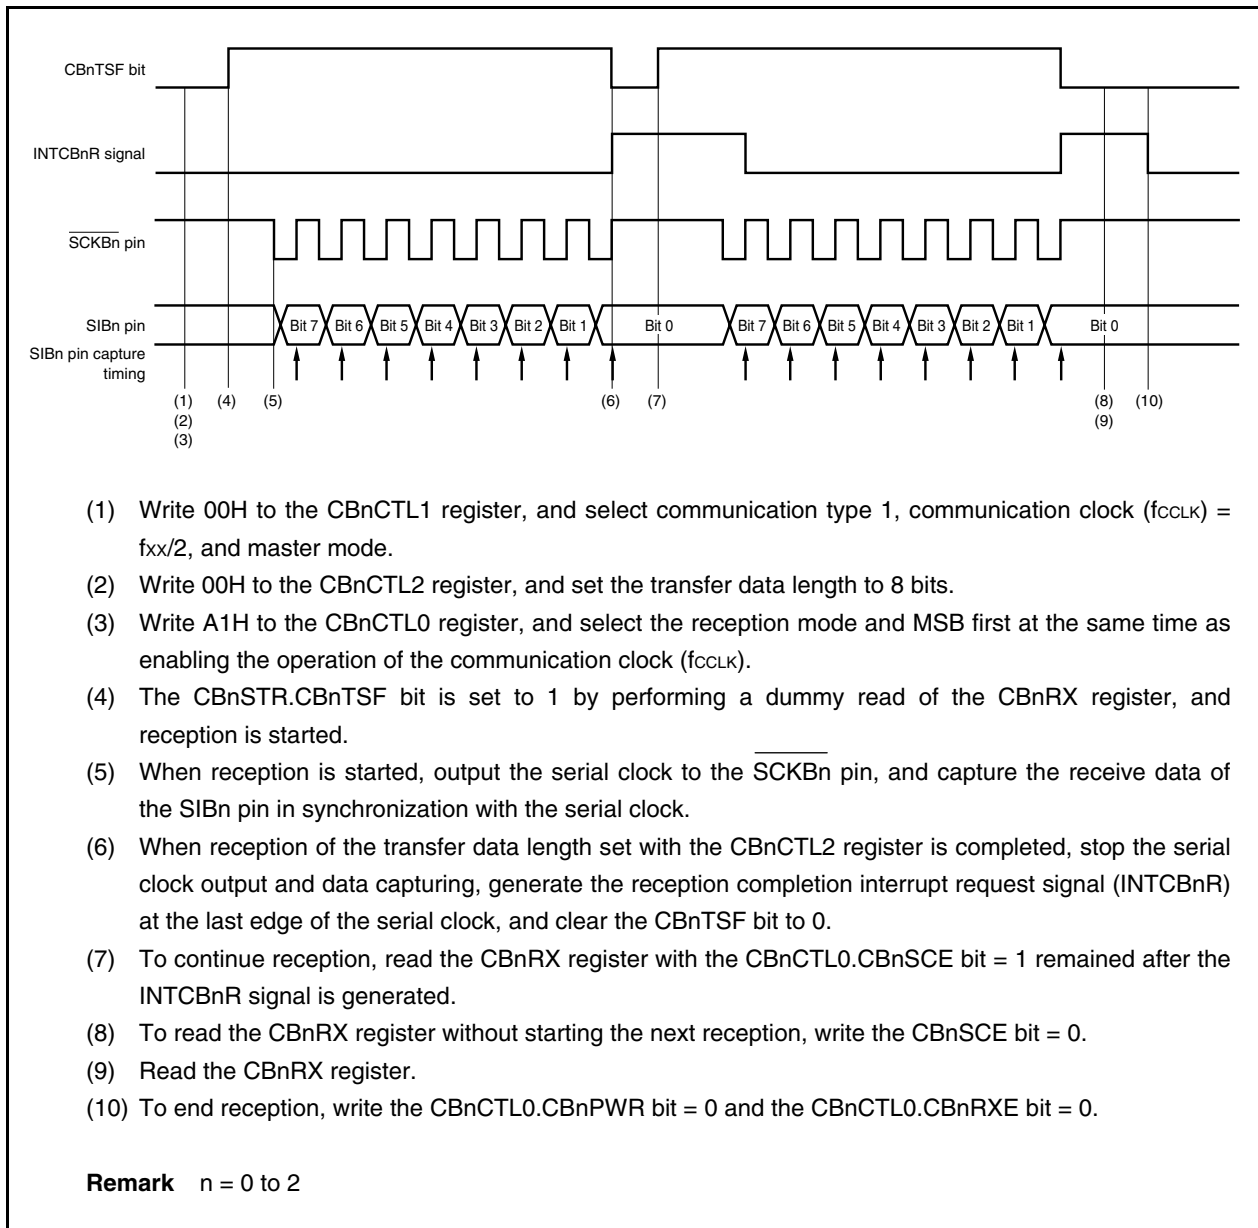 CBnTSF bit
INTCBnR signal
SCKBn pin
SIBn pin Bit 7 Bit 6 Bit 5 Bit 4 Bit 3 Bit 2 Bit 1 Bit 0 Bit 7 Bit 6 Bit 5 Bit 4 Bit 3 Bit 2 Bit 1 Bit 0
SIBn pin capture
timing
(1) (4) (5) (6) (7) (8) (10)
(2) (9)
(3)
(1) Write 00H to the CBnCTL1 register, and select communication type 1, communication clock (fCCLK) =
fxx/2, and master mode.
(2) Write 00H to the CBnCTL2 register, and set the transfer data length to 8 bits.
(3) Write A1H to the CBnCTL0 register, and select the reception mode and MSB first at the same time as
enabling the operation of the communication clock (fCCLK).
(4) The CBnSTR.CBnTSF bit is set to 1 by performing a dummy read of the CBnRX register, and
reception is started.
(5) When reception is started, output the serial clock to the SCKBn pin, and capture the receive data of
the SIBn pin in synchronization with the serial clock.
(6) When reception of the transfer data length set with the CBnCTL2 register is completed, stop the serial
clock output and data capturing, generate the reception completion interrupt request signal (INTCBnR)
at the last edge of the serial clock, and clear the CBnTSF bit to 0.
(7) To continue reception, read the CBnRX register with the CBnCTL0.CBnSCE bit = 1 remained after the
INTCBnR signal is generated.
(8) To read the CBnRX register without starting the next reception, write the CBnSCE bit = 0.
(9) Read the CBnRX register.
(10) To end reception, write the CBnCTL0.CBnPWR bit = 0 and the CBnCTL0.CBnRXE bit = 0.
Remark n = 0 to 2